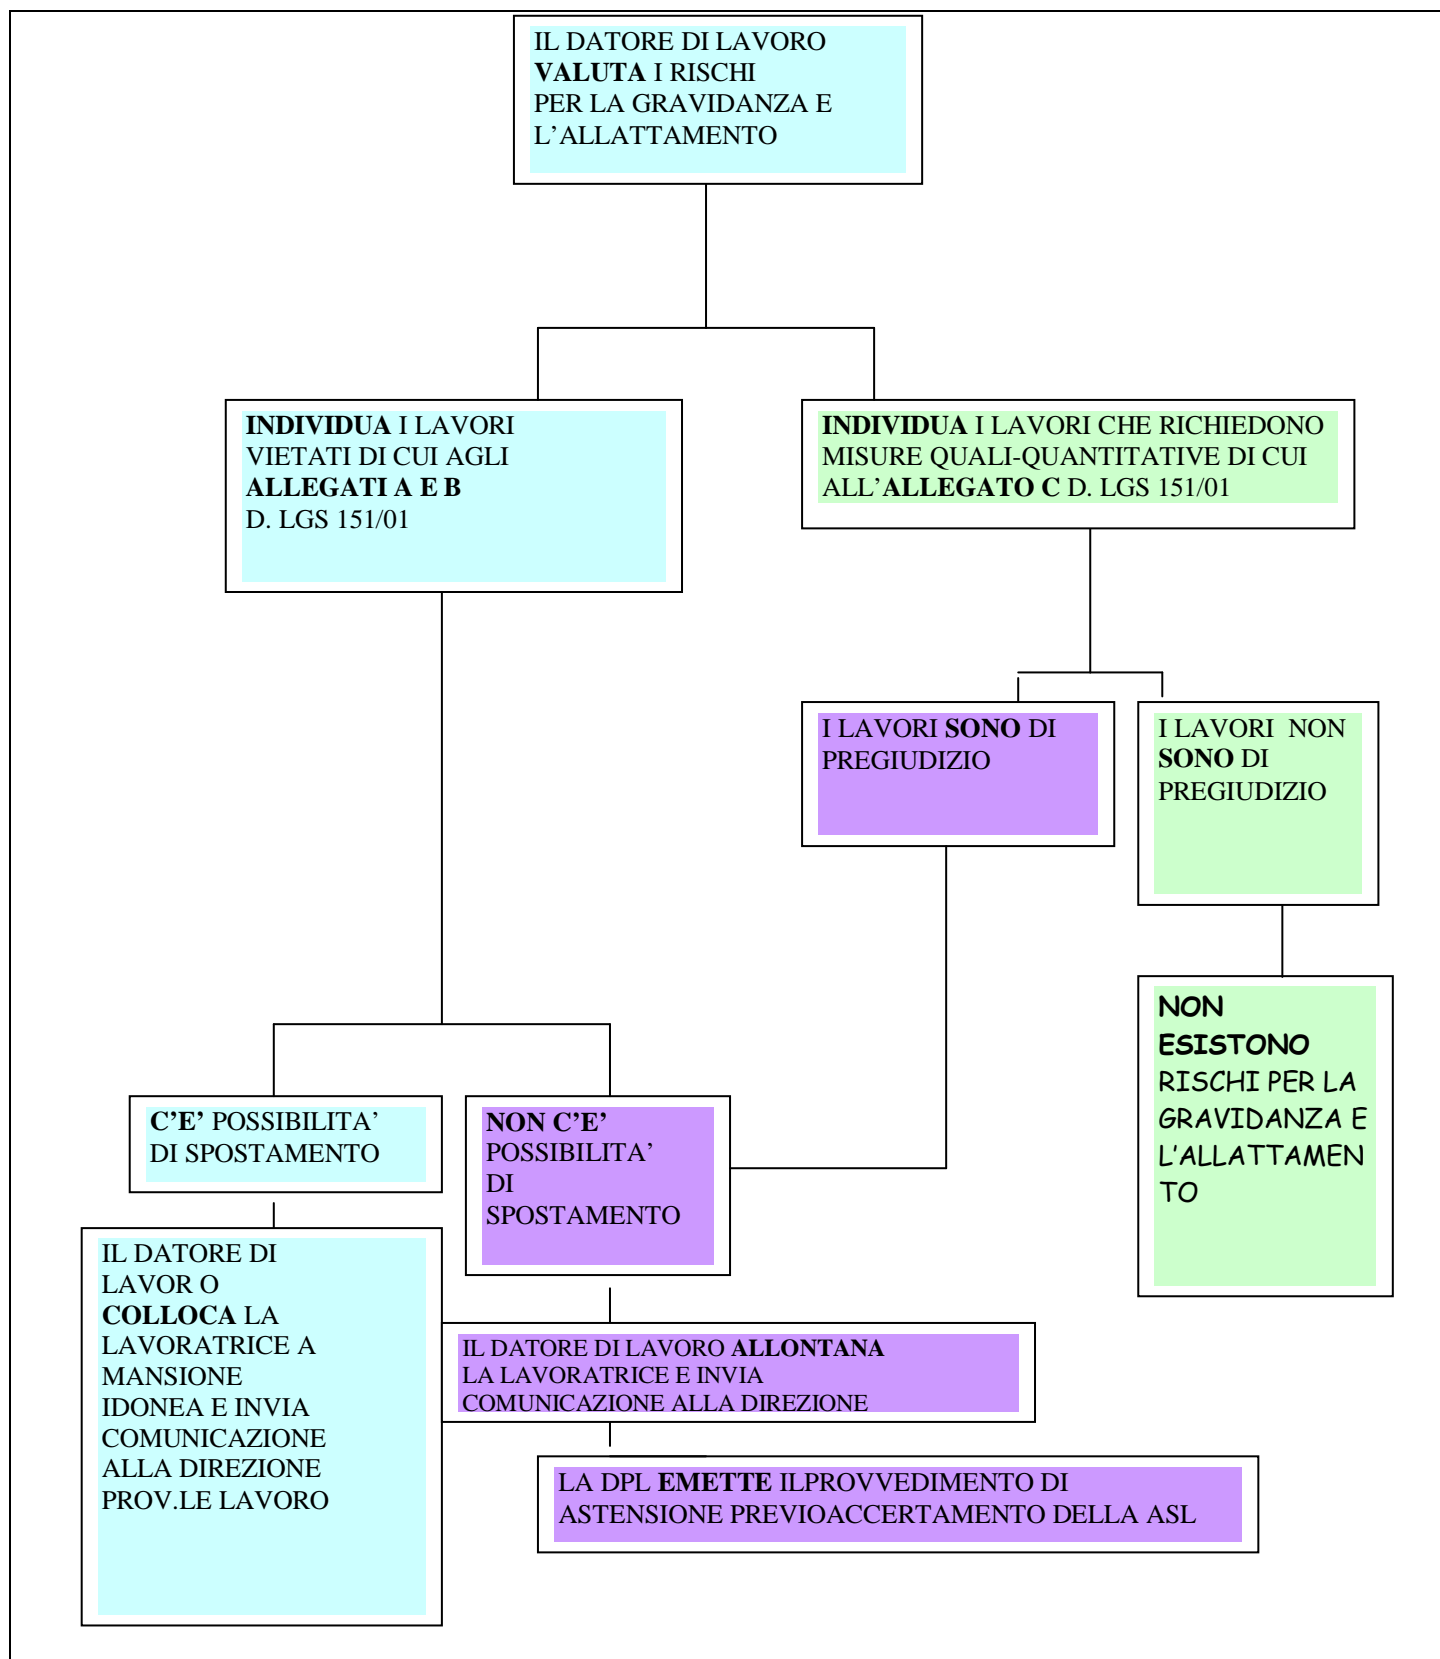 IL DATORE DI LAVORO
VALUTA I RISCHI
PER LA GRAVIDANZA E
L’ALLATTAMENTO
INDIVIDUA I LAVORI
VIETATI DI CUI AGLI
ALLEGATI A E B
D. LGS 151/01
INDIVIDUA I LAVORI CHE RICHIEDONO
MISURE QUALI-QUANTITATIVE DI CUI
ALL’ALLEGATO C D. LGS 151/01
I LAVORI SONO DI
PREGIUDIZIO
I LAVORI NON
SONO DI
PREGIUDIZIO
NON
ESISTONO
RISCHI PER LA
GRAVIDANZA E
L’ALLATTAMEN
TO
C’E’ POSSIBILITA’
DI SPOSTAMENTO
NON C’E’
POSSIBILITA’
DI
SPOSTAMENTO
IL DATORE DI
LAVOR O
COLLOCA LA
LAVORATRICE A
MANSIONE
IDONEA E INVIA
COMUNICAZIONE
ALLA DIREZIONE
PROV.LE LAVORO
IL DATORE DI LAVORO ALLONTANA
LA LAVORATRICE E INVIA
COMUNICAZIONE ALLA DIREZIONE
LA DPL EMETTE ILPROVVEDIMENTO DI
ASTENSIONE PREVIOACCERTAMENTO DELLA ASL